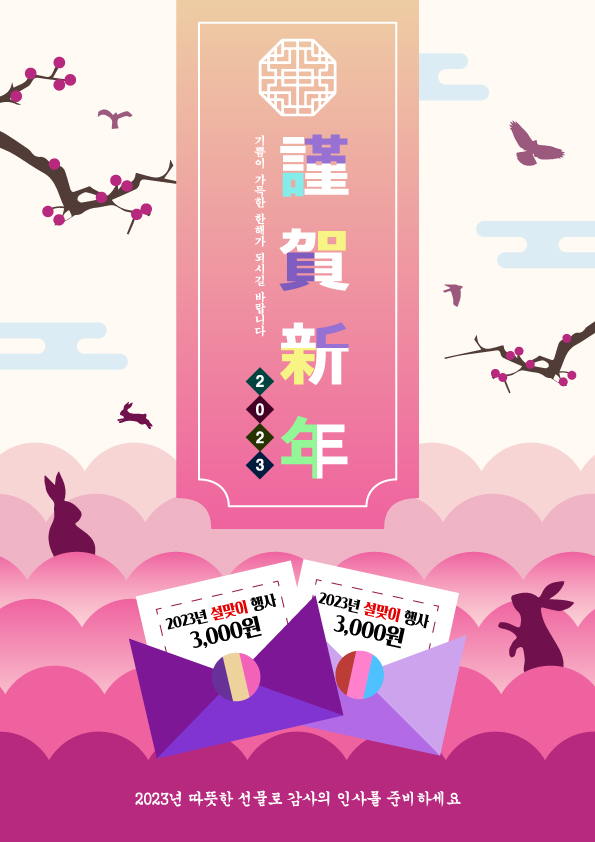 謹賀新年
기쁨이 가득한 한해가 되시길 바랍니다
2023
2023년 설맞이 행사
3,000원
2023년 설맞이 행사
3,000원
2023년 따뜻한 선물로 감사의 인사를 준비하세요